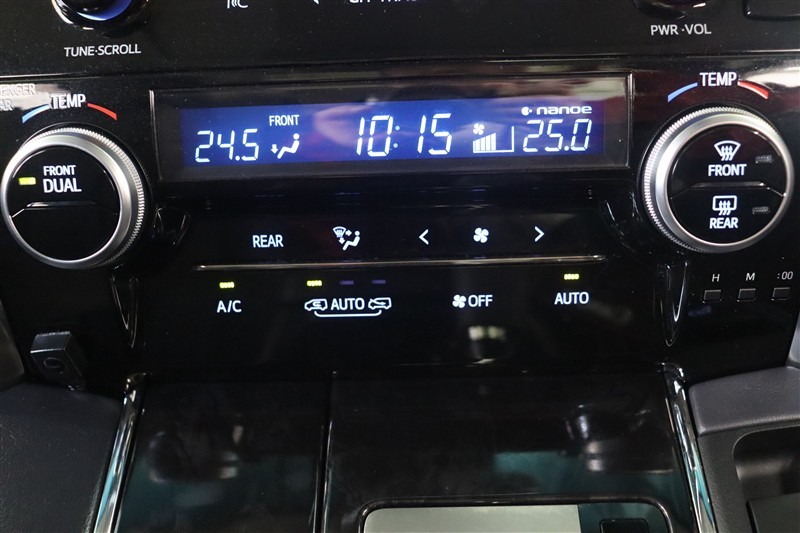 TUNE·SCROLL
PWR·VOL
TEMP
TEMP
FRONT
nanoe
24.5
10:15
25.0
FRONT
DUAL
FRONT
REAR
REAR
A/C
AUTO
OFF
AUTO
H
M
:00